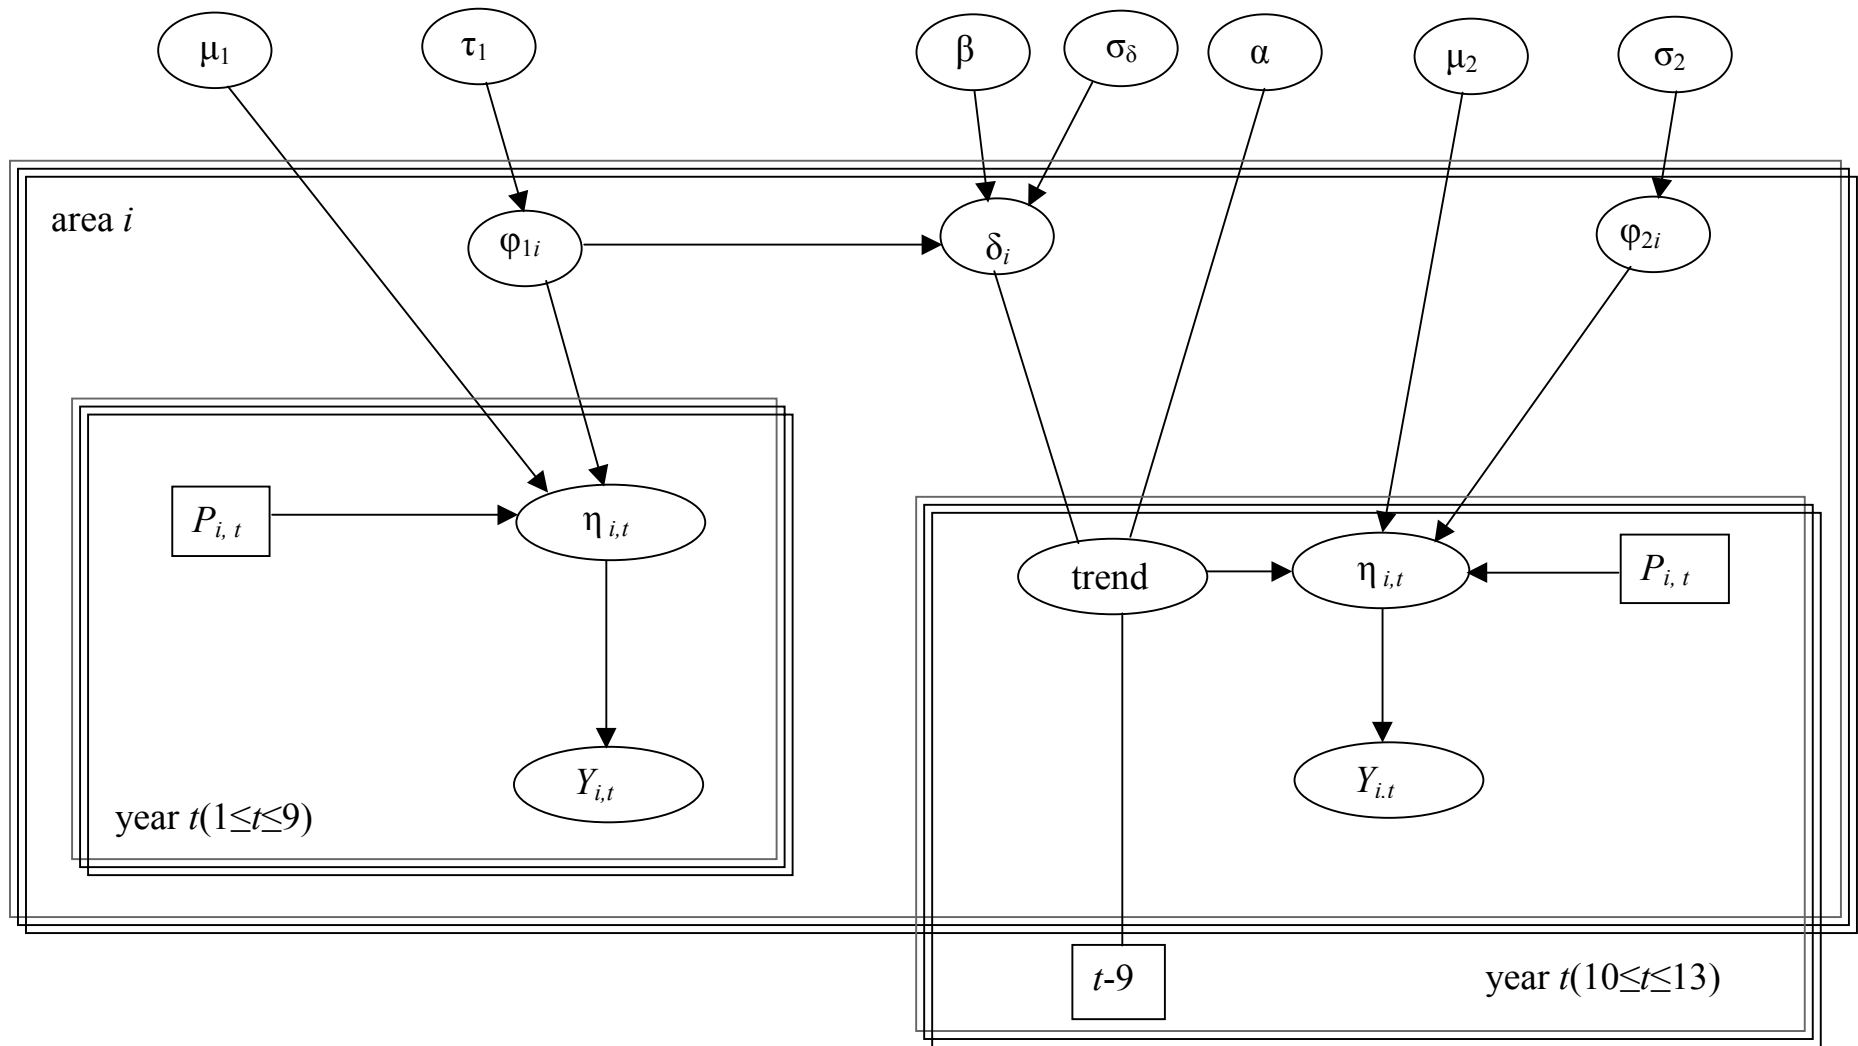 μ1
τ1
β
σδ
α
μ2
σ2
area i
φ1i
δi
φ2i
Pi, t
η i,t
trend
η i,t
Pi, t
Yi,t
Yi.t
year t(1≤t≤9)
t-9
year t(10≤t≤13)